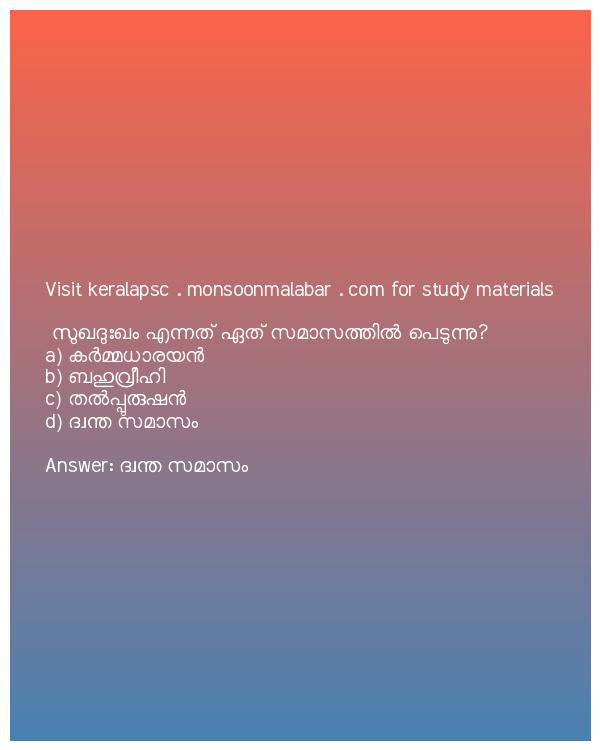 Visit keralapsc . monsoonmalabar . com for study materials
സുഖദുഃഖം എന്നത് ഏത് സമാസത്തിൽ പെടുന്നു?
a) കർമ്മധാരയൻ
b) ബഹുവ്രീഹി
c) തൽപ്പുരുഷൻ
d) ദ്വന്ത സമാസം
Answer: ദ്വന്ത സമാസം